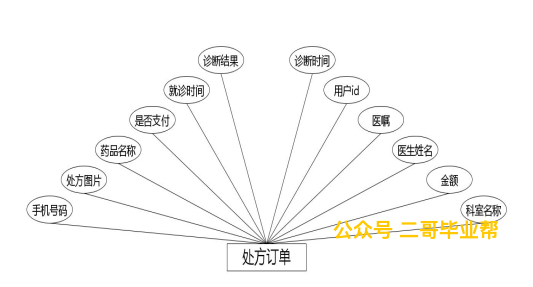 诊断结果 诊断时间
就诊时间 用户id
是否支付 医嘱
药品名称 医生姓名
处方图片 金额
手机号码 科室名称
公众号 二哥毕业帮
处方订单